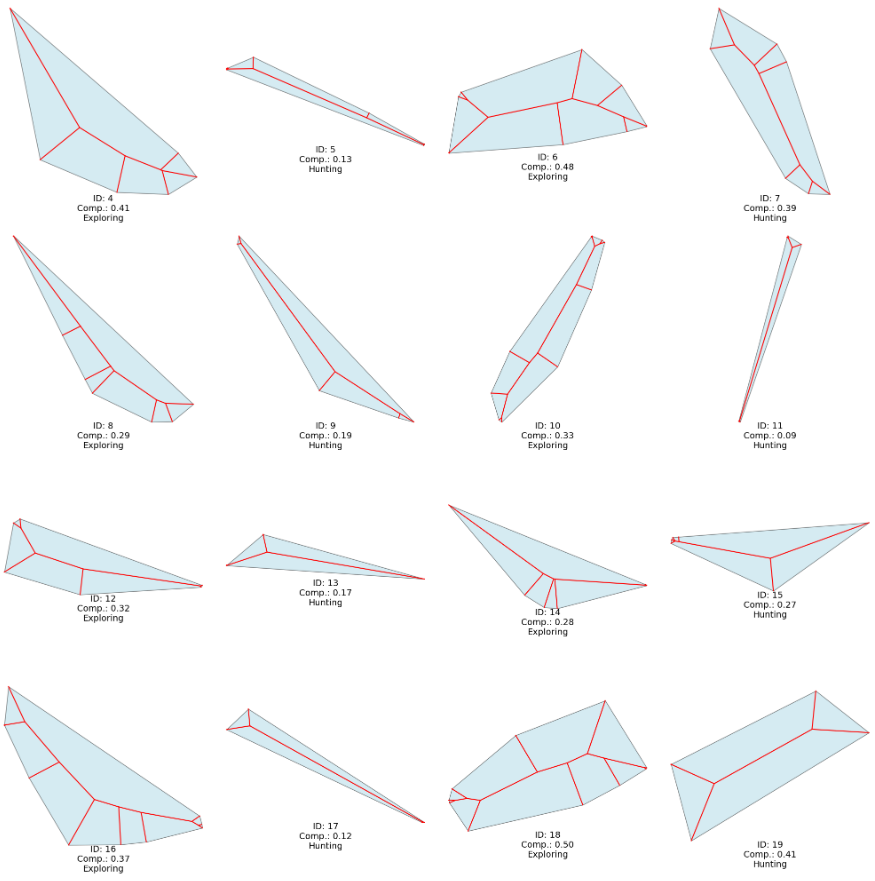 ID: 4
Comp.: 0.41
Exploring
ID: 5
Comp.: 0.13
Hunting
ID: 6
Comp.: 0.48
Exploring
ID: 7
Comp.: 0.39
Hunting
ID: 8
Comp.: 0.29
Exploring
ID: 9
Comp.: 0.19
Hunting
ID: 10
Comp.: 0.33
Exploring
ID: 11
Comp.: 0.09
Hunting
ID: 12
Comp.: 0.32
Exploring
ID: 13
Comp.: 0.17
Hunting
ID: 14
Comp.: 0.28
Exploring
ID: 15
Comp.: 0.27
Hunting
ID: 16
Comp.: 0.37
Exploring
ID: 17
Comp.: 0.12
Hunting
ID: 18
Comp.: 0.50
Exploring
ID: 19
Comp.: 0.41
Hunting